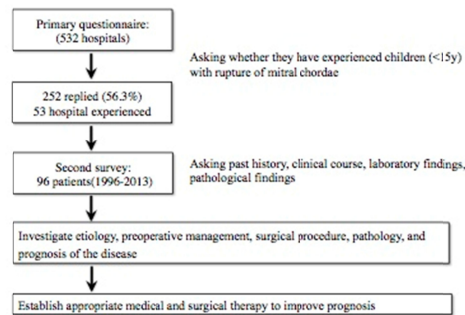 Primary questionnaire:
(532 hospitals)
Asking whether they have experienced children (<15y)
with rupture of mitral chordae
252 replied (56.3%)
53 hospital experienced
Second survey:
96 patients(1996-2013)
Asking past history, clinical course, laboratory findings,
pathological findings
Investigate etiology, preoperative management, surgical procedure, pathology, and
prognosis of the disease
Establish appropriate medical and surgical therapy to improve prognosis